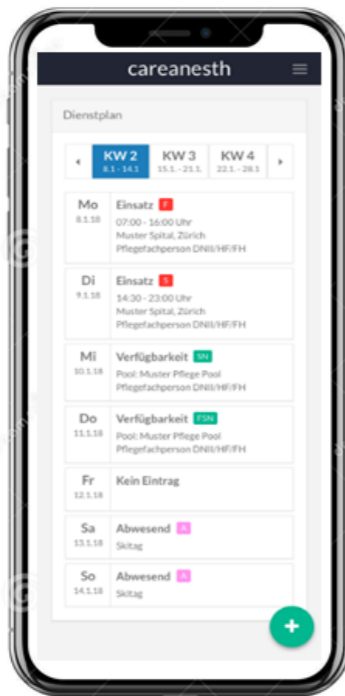 careanesth
Dienstplan
KW 2 KW 3 KW 4
8.1 - 14.1 15.1. - 21.1. 22.1. - 28.1
Mo Einsatz F
8.1.18 07:00 - 16:00 Uhr
Muster Spital, Zürich
Pflegefachperson DNII/HF/FH
Di Einsatz S
9.1.18 14:30 - 23:00 Uhr
Muster Spital, Zürich
Pflegefachperson DNII/HF/FH
Mi Verfügbarkeit SN
10.1.18 Pool: Muster Pflege Pool
Pflegefachperson DNII/HF/FH
Do Verfügbarkeit FSN
11.1.18 Pool: Muster Pflege Pool
Pflegefachperson DNII/HF/FH
Fr Kein Eintrag
12.1.18
Sa Abwesend A
13.1.18 Skitag
So Abwesend A
14.1.18 Skitag
+